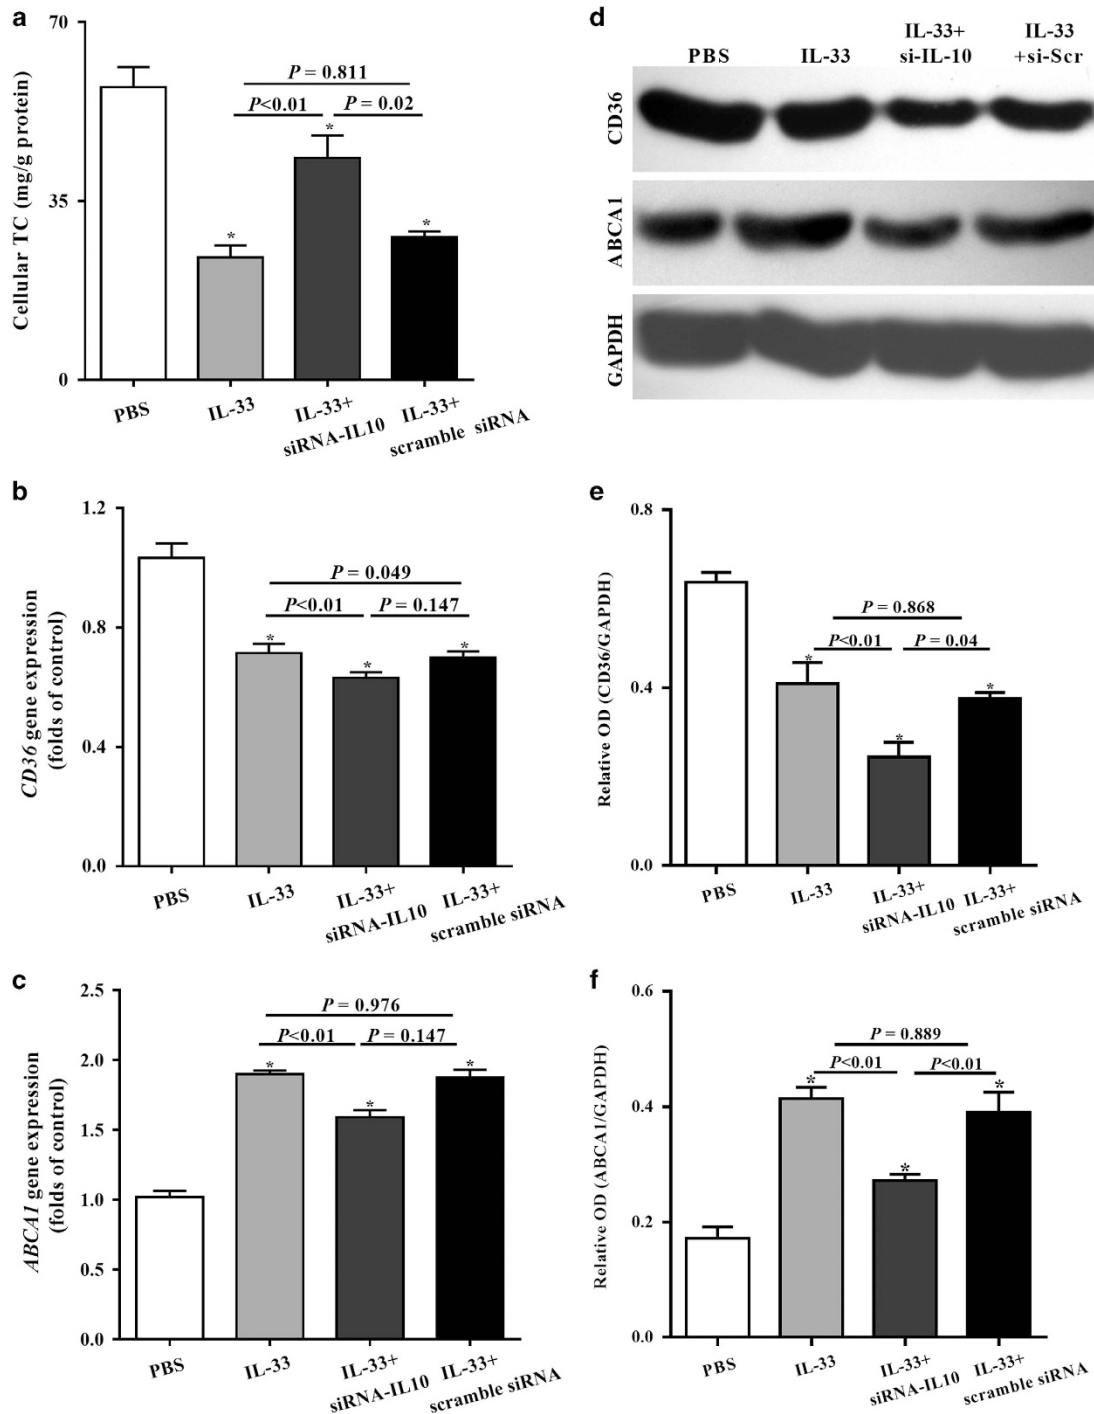 a
70
35
0
Cellular TC (mg/g protein)
P = 0.811
P<0.01
P = 0.02
*
*
*
PBS
IL-33
IL-33+
siRNA-IL10
IL-33+
scramble siRNA
d
PBS
IL-33
IL-33+
si-IL-10
IL-33
+si-Scr
CD36
ABCA1
GAPDH
b
1.2
0.8
0.4
0.0
CD36 gene expression
(folds of control)
P = 0.049
P<0.01
P = 0.147
*
*
*
PBS
IL-33
IL-33+
siRNA-IL10
IL-33+
scramble siRNA
e
0.8
0.4
0.0
Relative OD (CD36/GAPDH)
P = 0.868
P<0.01
P = 0.04
*
*
*
PBS
IL-33
IL-33+
siRNA-IL10
IL-33+
scramble siRNA
c
2.5
2.0
1.5
1.0
0.5
0.0
ABCA1 gene expression
(folds of control)
P = 0.976
P<0.01
P = 0.147
*
*
*
PBS
IL-33
IL-33+
siRNA-IL10
IL-33+
scramble siRNA
f
0.6
0.4
0.2
0.0
Relative OD (ABCA1/GAPDH)
P = 0.889
P<0.01
P<0.01
*
*
*
PBS
IL-33
IL-33+
siRNA-IL10
IL-33+
scramble siRNA